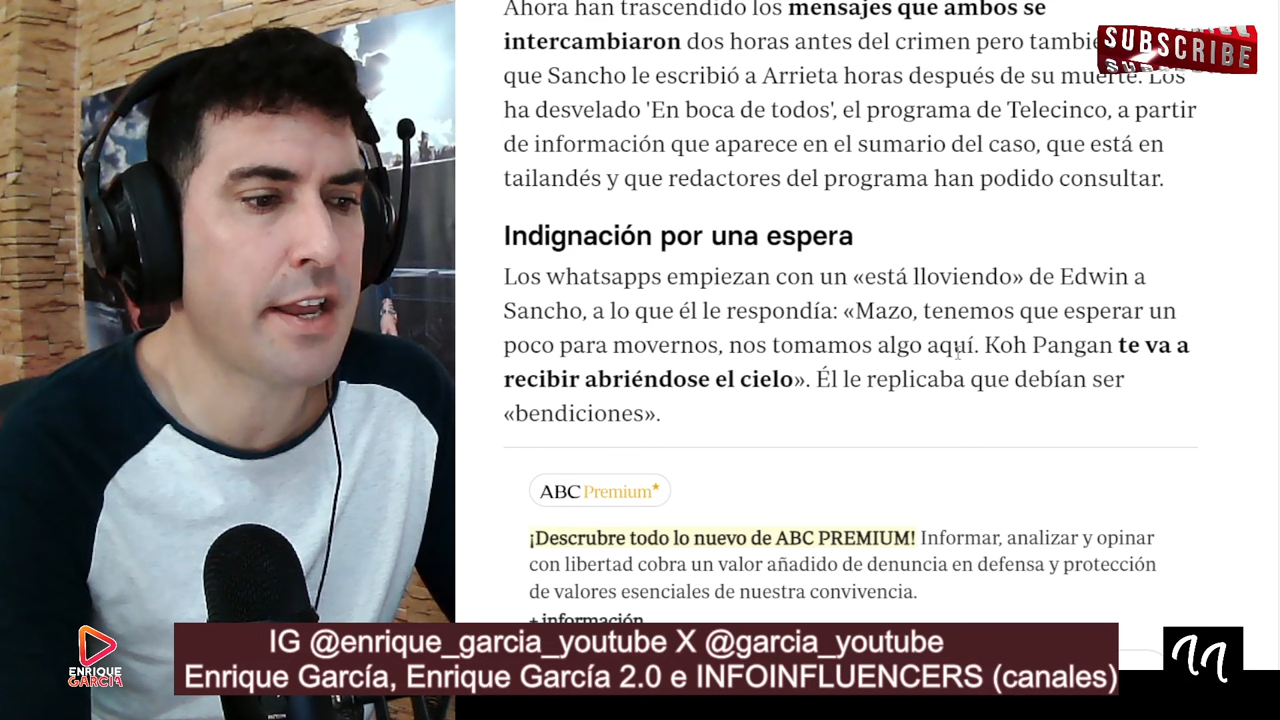 Ahora han trascendido los mensajes que ambos se
intercambiaron dos horas antes del crimen pero
que Sancho le escribió a Arrieta horas después de su muerte. Los
ha desvelado 'En boca de todos', el programa de Telecinco, a partir
de información que aparece en el sumario del caso, que está en
tailandés y que redactores del programa han podido consultar.
SUBSCRIBE
Indignación por una espera
Los whatsapps empiezan con un «está lloviendo» de Edwin a
Sancho, a lo que él le respondía: «Mazo, tenemos que esperar un
poco para movernos, nos tomamos algo aquí. Koh Pangan te va a
recibir abriéndose el cielo». Él le replicaba que debían ser
«bendiciones».
ABC Premium
¡Descrubre todo lo nuevo de ABC PREMIUM! Informar, analizar y opinar
con libertad cobra un valor añadido de denuncia en defensa y protección
de valores esenciales de nuestra convivencia.
+ información
IG @enrique_garcia_youtube X @garcia_youtube
Enrique García, Enrique García 2.0 e INFOINFLUENCERS (canales)
ENRIQUE
GARCÍA